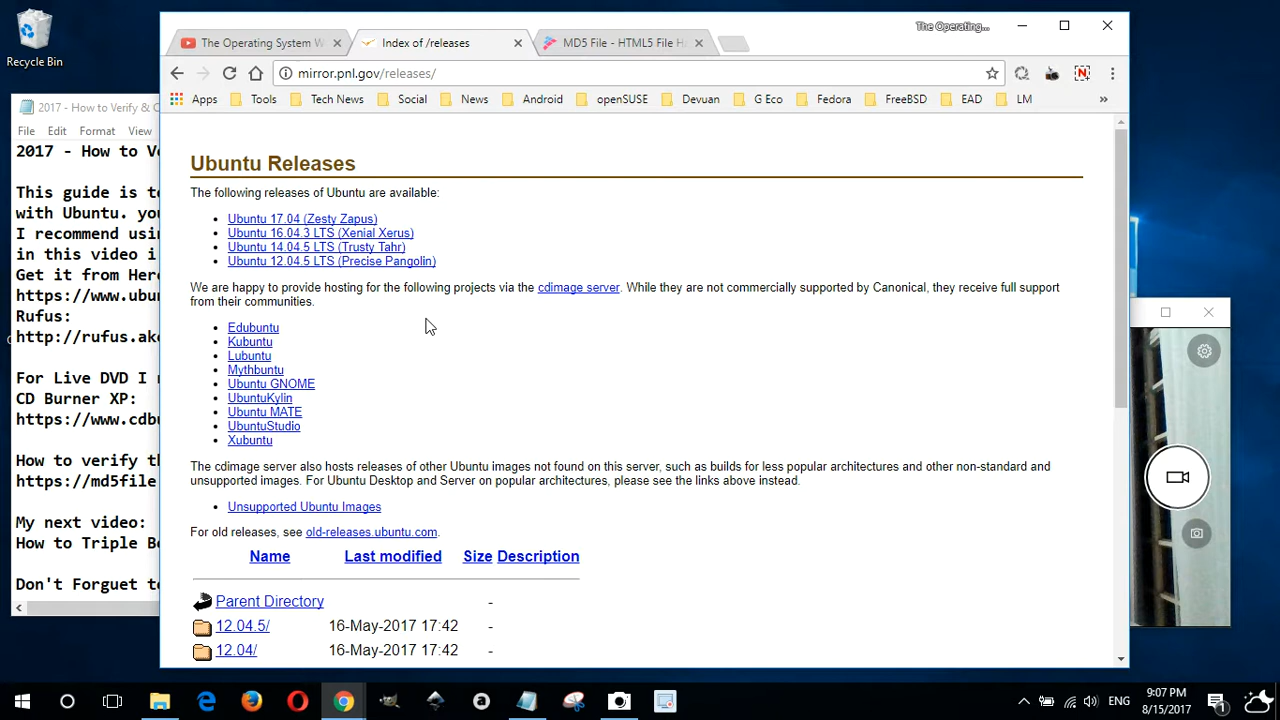 Recycle Bin
The Operating...
The Operating System W
Index of /releases
MD5 File - HTML5 File H
mirror.pnl.gov/releases/
Apps
Tools
Tech News
Social
News
Android
openSUSE
Devuan
G Eco
Fedora
FreeBSD
EAD
LM
»
2017 - How to Verify & C
File Edit Format View
2017 - How to Ve
This guide is to
with Ubuntu. you
I recommend usin
in this video i
Get it from Hero
https://www.ubun
Rufus:
http://rufus.ake
For Live DVD I r
CD Burner XP:
https://www.cdbu
How to verify th
https://md5file
My next video:
How to Triple Bo
Don't Forguet to
Ubuntu Releases
The following releases of Ubuntu are available:
Ubuntu 17.04 (Zesty Zapus)
Ubuntu 16.04.3 LTS (Xenial Xerus)
Ubuntu 14.04.5 LTS (Trusty Tahr)
Ubuntu 12.04.5 LTS (Precise Pangolin)
We are happy to provide hosting for the following projects via the cdimage server. While they are not commercially supported by Canonical, they receive full support
from their communities.
Edubuntu
Kubuntu
Lubuntu
Mythbuntu
Ubuntu GNOME
UbuntuKylin
Ubuntu MATE
UbuntuStudio
Xubuntu
The cdimage server also hosts releases of other Ubuntu images not found on this server, such as builds for less popular architectures and other non-standard and
unsupported images. For Ubuntu Desktop and Server on popular architectures, please see the links above instead.
Unsupported Ubuntu Images
For old releases, see old-releases.ubuntu.com.
Name Last modified Size Description
Parent Directory -
12.04.5/ 16-May-2017 17:42 -
12.04/ 16-May-2017 17:42 -
ENG
9:07 PM
8/15/2017
1